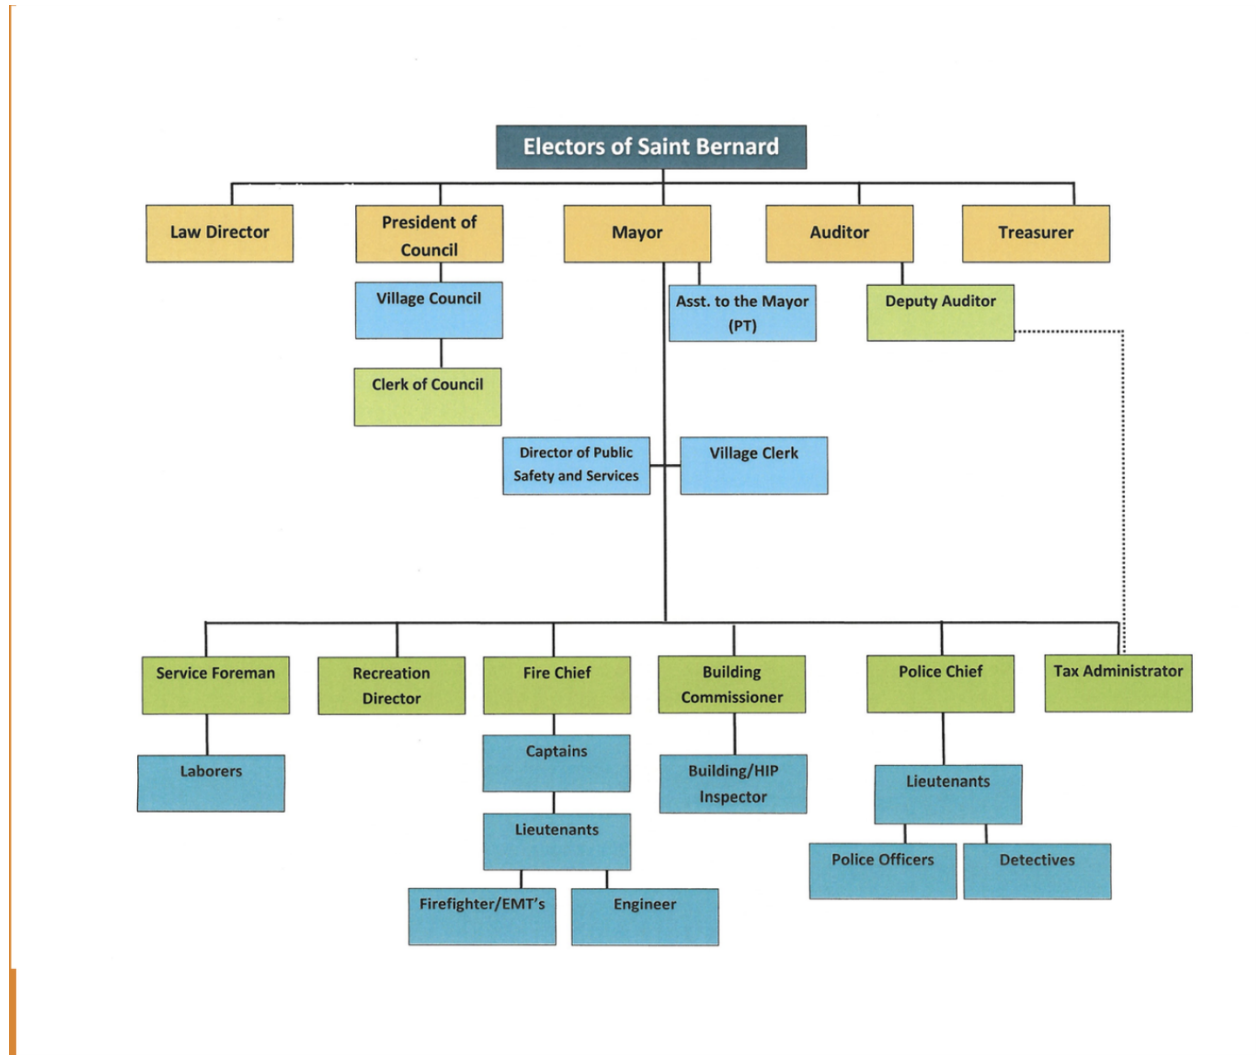 Electors of Saint Bernard
Law Director
President of
Council
Mayor
Auditor
Treasurer
Village Council
Asst. to the Mayor
(PT)
Deputy Auditor
Clerk of Council
Director of Public
Safety and Services
Village Clerk
Service Foreman
Recreation
Director
Fire Chief
Building
Commissioner
Police Chief
Tax Administrator
Laborers
Captains
Building/HIP
Inspector
Lieutenants
Lieutenants
Police Officers
Detectives
Firefighter/EMT's
Engineer